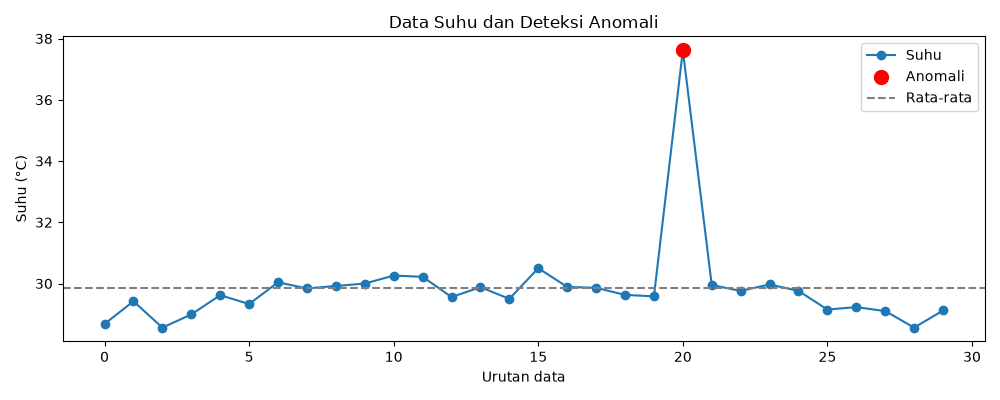 Data Suhu dan Deteksi Anomali
Suhu (°C)
38
36
34
32
30
Suhu
Anomali
Rata-rata
0
5
10
15
20
25
30
Urutan data